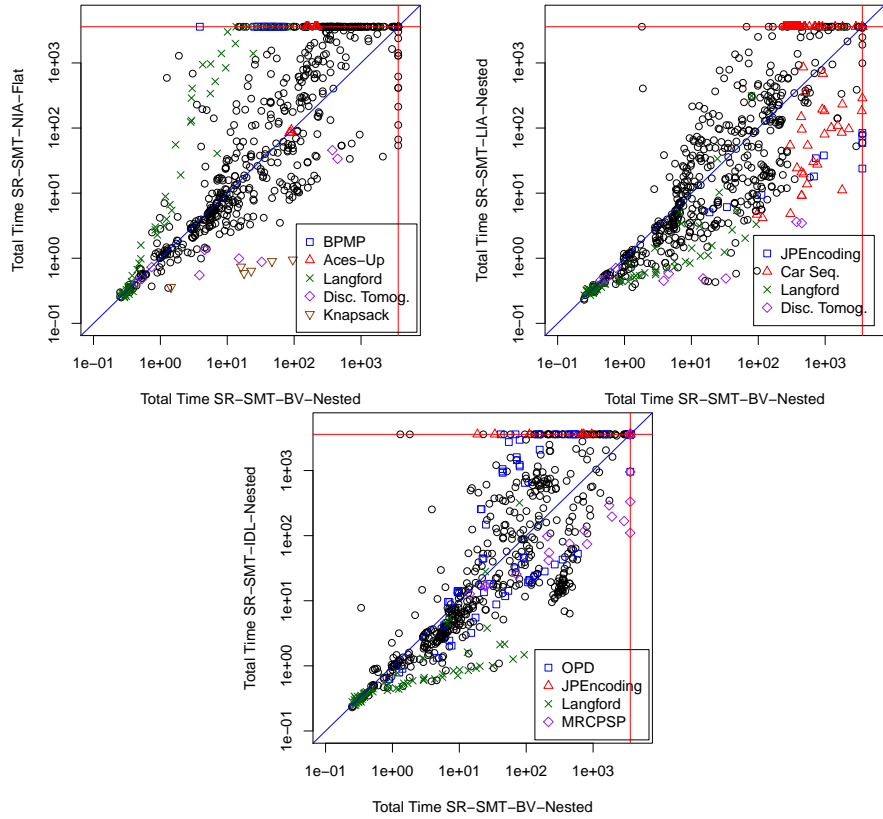 Total Time SR−SMT−NIA−Flat
1e+03
1e+02
1e+01
1e+00
1e−01
BPMP
Aces−Up
Langford
Disc. Tomog.
Knapsack
1e−01 1e+00 1e+01 1e+02 1e+03
Total Time SR−SMT−BV−Nested
Total Time SR−SMT−LIA−Nested
1e+03
1e+02
1e+01
1e+00
1e−01
JPEncoding
Car Seq.
Langford
Disc. Tomog.
1e−01 1e+00 1e+01 1e+02 1e+03
Total Time SR−SMT−BV−Nested
Total Time SR−SMT−IDL−Nested
1e+03
1e+02
1e+01
1e+00
1e−01
OPD
JPEncoding
Langford
MRCPSP
1e−01 1e+00 1e+01 1e+02 1e+03
Total Time SR−SMT−BV−Nested